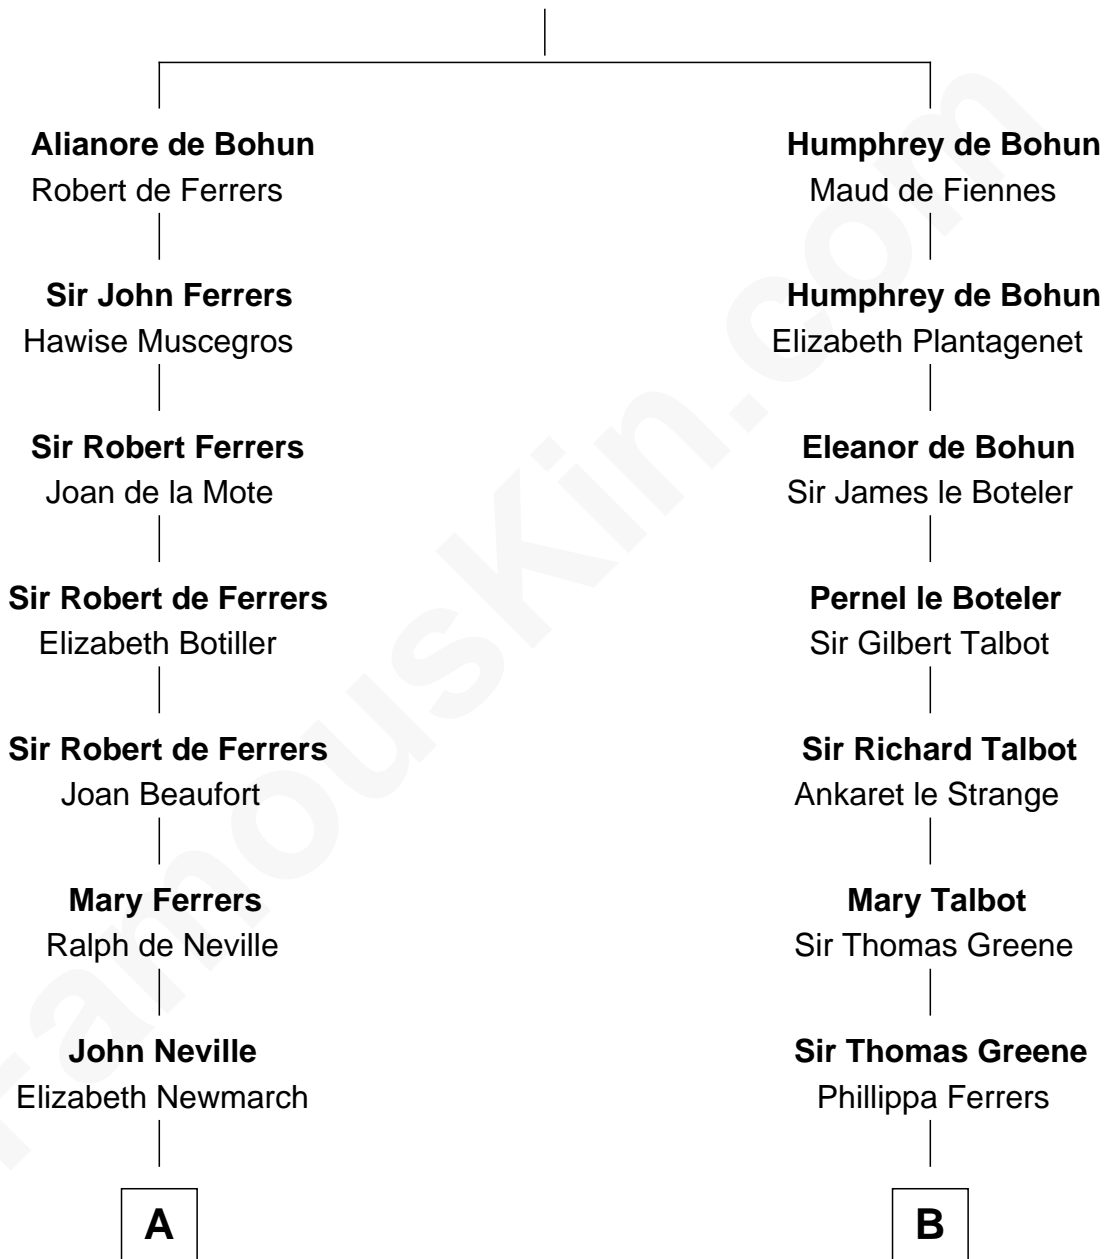 Alianore de Bohun
Robert de Ferrers
Sir John Ferrers
Hawise Muscegros
Sir Robert Ferrers
Joan de la Mote
Sir Robert de Ferrers
Elizabeth Botiller
Sir Robert de Ferrers
Joan Beaufort
Mary Ferrers
Ralph de Neville
John Neville
Elizabeth Newmarch
A
Humphrey de Bohun
Maud de Fiennes
Humphrey de Bohun
Elizabeth Plantagenet
Eleanor de Bohun
Sir James le Boteler
Pernel le Boteler
Sir Gilbert Talbot
Sir Richard Talbot
Ankaret le Strange
Mary Talbot
Sir Thomas Greene
Sir Thomas Greene
Phillippa Ferrers
B
FamousKin.com